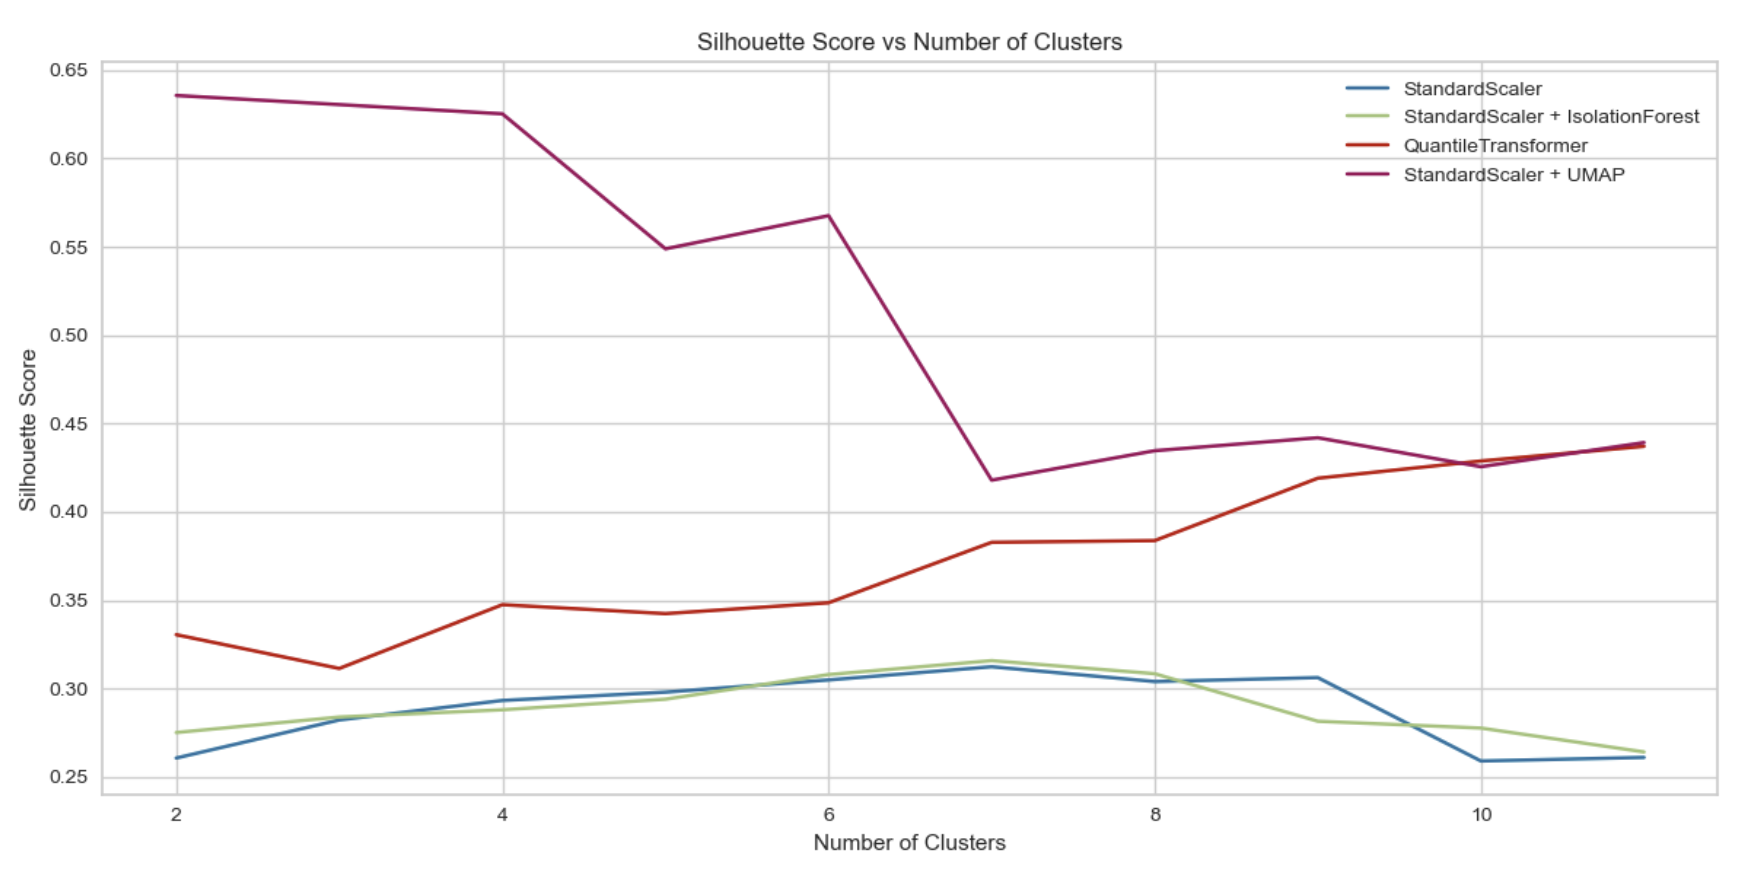 Silhouette Score vs Number of Clusters
StandardScaler
StandardScaler + IsolationForest
QuantileTransformer
StandardScaler + UMAP
Silhouette Score
0.65
0.60
0.55
0.50
0.45
0.40
0.35
0.30
0.25
2 4 6 8 10
Number of Clusters